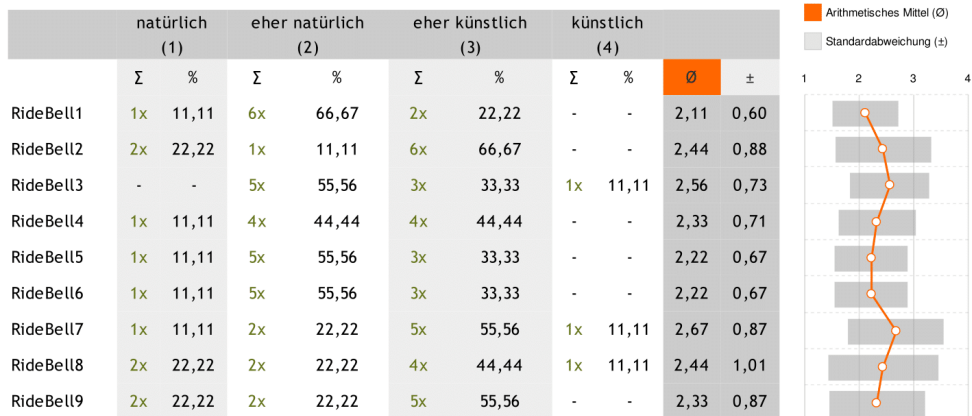 natürlich eher natürlich eher künstlich künstlich
(1) (2) (3) (4)
Σ % Σ % Σ % Σ % Ø ±
RideBell1 1x 11,11 6x 66,67 2x 22,22 - - 2,11 0,60
RideBell2 2x 22,22 1x 11,11 6x 66,67 - - 2,44 0,88
RideBell3 - - 5x 55,56 3x 33,33 1x 11,11 2,56 0,73
RideBell4 1x 11,11 4x 44,44 4x 44,44 - - 2,33 0,71
RideBell5 1x 11,11 5x 55,56 3x 33,33 - - 2,22 0,67
RideBell6 1x 11,11 5x 55,56 3x 33,33 - - 2,22 0,67
RideBell7 1x 11,11 2x 22,22 5x 55,56 1x 11,11 2,67 0,87
RideBell8 2x 22,22 2x 22,22 4x 44,44 1x 11,11 2,44 1,01
RideBell9 2x 22,22 2x 22,22 5x 55,56 - - 2,33 0,87
Arithmetisches Mittel (Ø)
Standardabweichung (±)
1 2 3 4